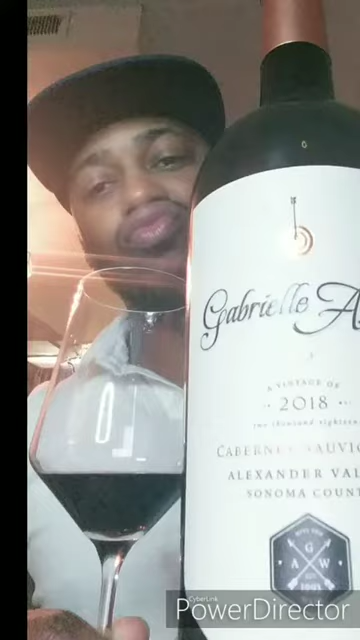 Gabrielle A
A VINTAGE OF
2018
two thousand eighteen
CABERNET SAUVIG
ALEXANDER VAL
SONOMA COUNT
G
A W
CyberLink
PowerDirector